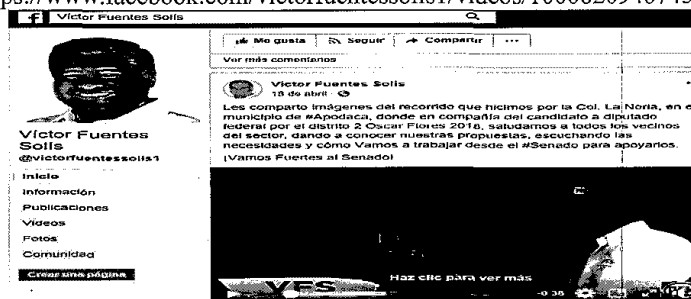 https://www.facebook.com/victorfuentessolis1/videos/
Víctor Fuentes Solís
Me gusta Seguir Compartir ...
Ver más comentarios
Víctor Fuentes Solís
18 de abril
Les comparto imágenes del recorrido que hicimos por la Col. La Noria, en e
municipio de #Apodaca, donde en compañía del candidato a diputado
federal por el distrito 2 Oscar Flores 2018, saludamos a todos los vecinos
del sector, dando a conocer nuestras propuestas, escuchando las
necesidades y cómo Vamos a trabajar desde el #Senado para apoyarlos.
¡Vamos Fuertes al Senado!
Víctor Fuentes
Solís
@victorfuentessolis1
Inicio
Información
Publicaciones
Videos
Fotos
Comunidad
Crear una página
Haz clic para ver más
-0:38